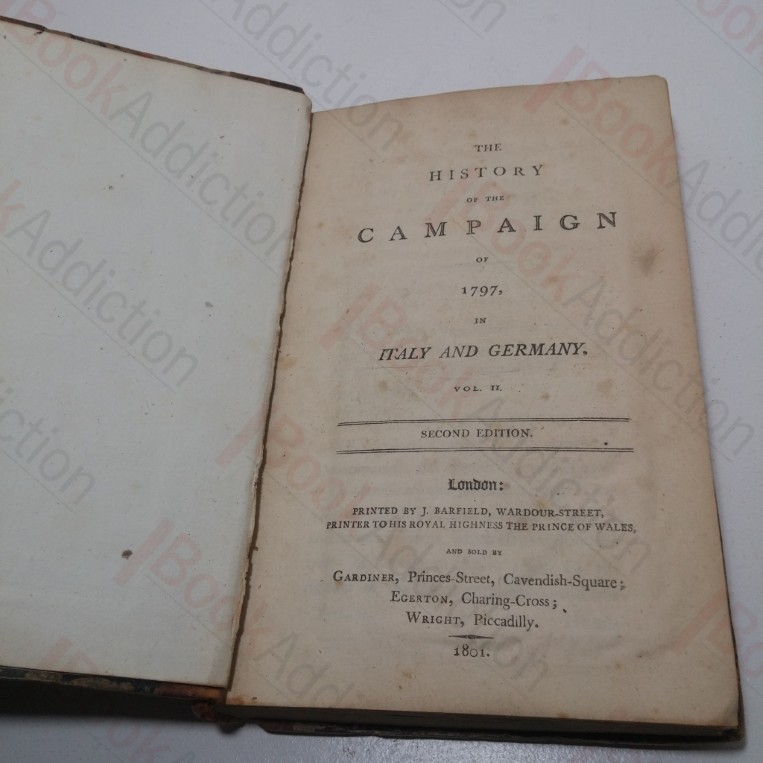 THE
HISTORY
OF THE
CAMPAIGN
OF
1797,
IN
ITALY AND GERMANY.
VOL. II.
SECOND EDITION.
London:
PRINTED BY J. BARFIELD, WARDOUR-STREET,
PRINTER TO HIS ROYAL HIGHNESS THE PRINCE OF WALES,
AND SOLD BY
GARDINER, Princes-Street, Cavendish-Square;
EGERTON, Charing-Cross;
WRIGHT, Piccadilly.
1801.
BookAddiction